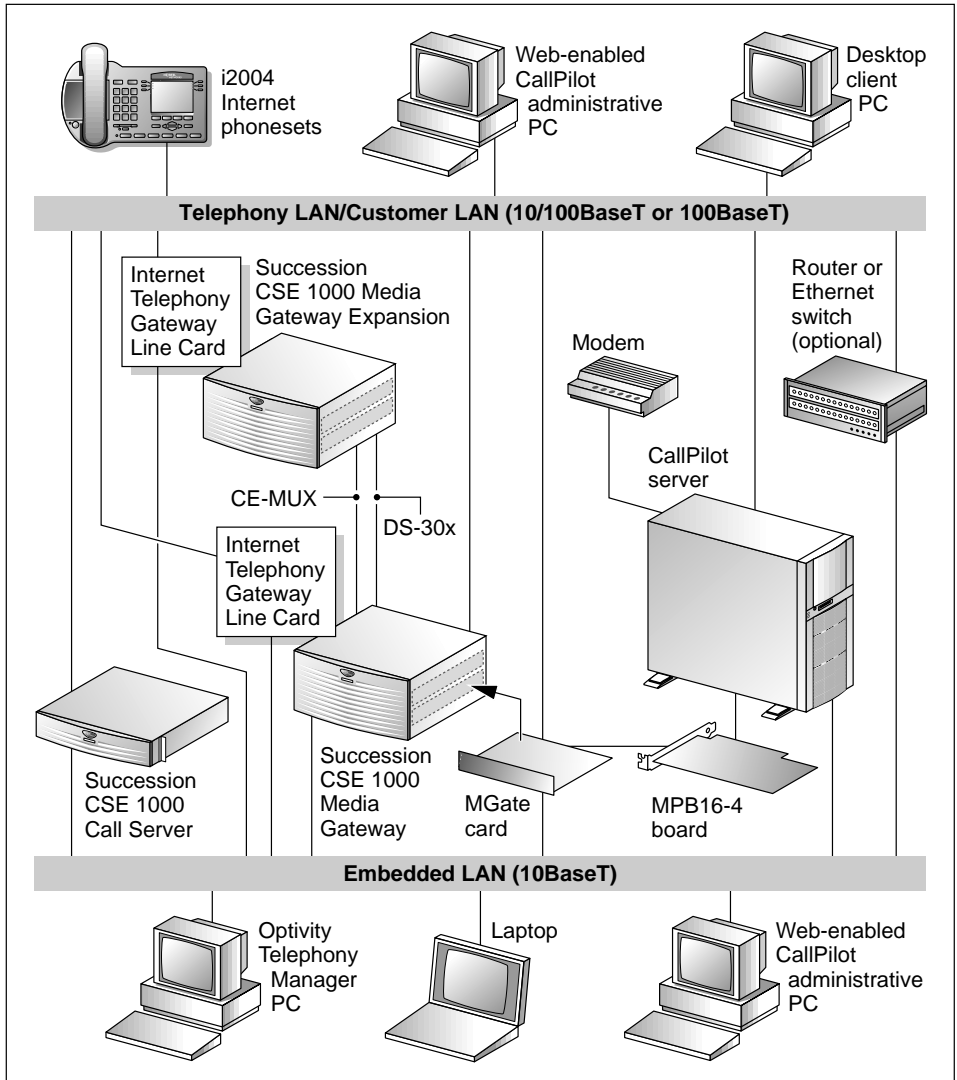 i2004
Internet
phonesets
Web-enabled
CallPilot
administrative
PC
Desktop
client
PC
Telephony LAN/Customer LAN (10/100BaseT or 100BaseT)
Internet
Telephony
Gateway
Line Card
Succession
CSE 1000 Media
Gateway Expansion
Modem
Router or
Ethernet
switch
(optional)
CallPilot
server
CE-MUX
DS-30x
Internet
Telephony
Gateway
Line Card
Succession
CSE 1000
Call Server
Succession
CSE 1000
Media
Gateway
MGate
card
MPB16-4
board
Embedded LAN (10BaseT)
Optivity
Telephony
Manager
PC
Laptop
Web-enabled
CallPilot
administrative
PC